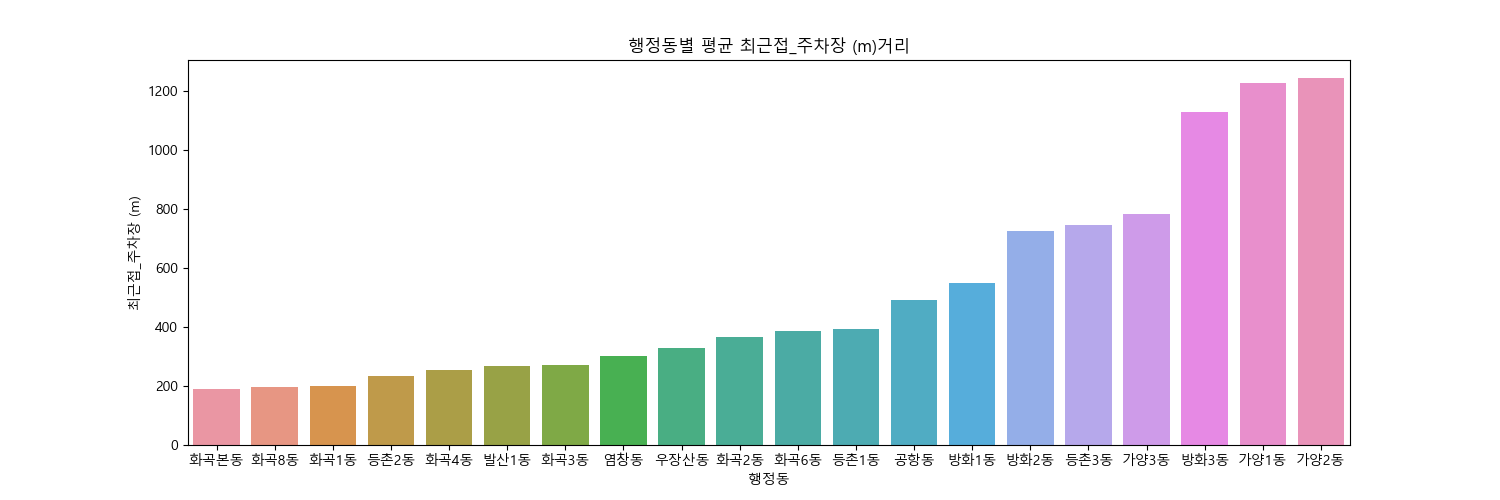 행정동별 평균 최근접_주차장 (m)거리
최근접_주차장 (m)
1200
1000
800
600
400
200
0
화곡본동 화곡8동 화곡1동 등촌2동 화곡4동 발산1동 화곡3동 염창동 우장산동 화곡2동 화곡6동 등촌1동 공항동 방화1동 방화2동 등촌3동 가양3동 방화3동 가양1동 가양2동
행정동